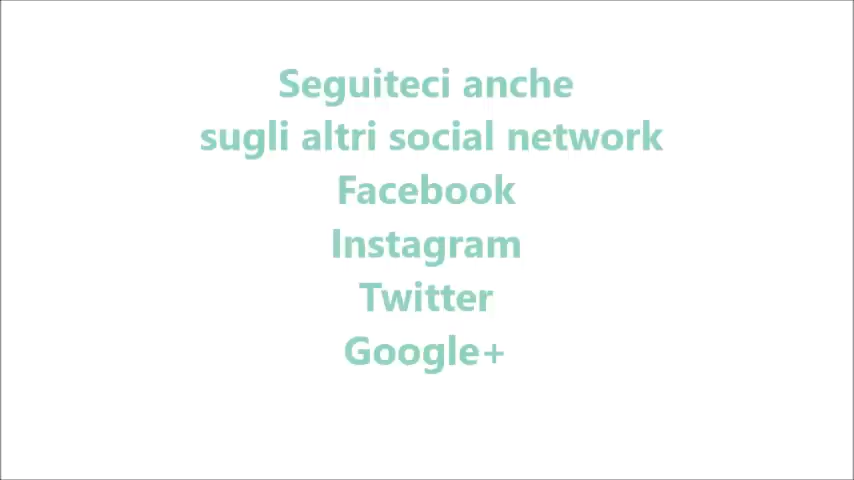 Seguiteci anche
sugli altri social network
Facebook
Instagram
Twitter
Google+